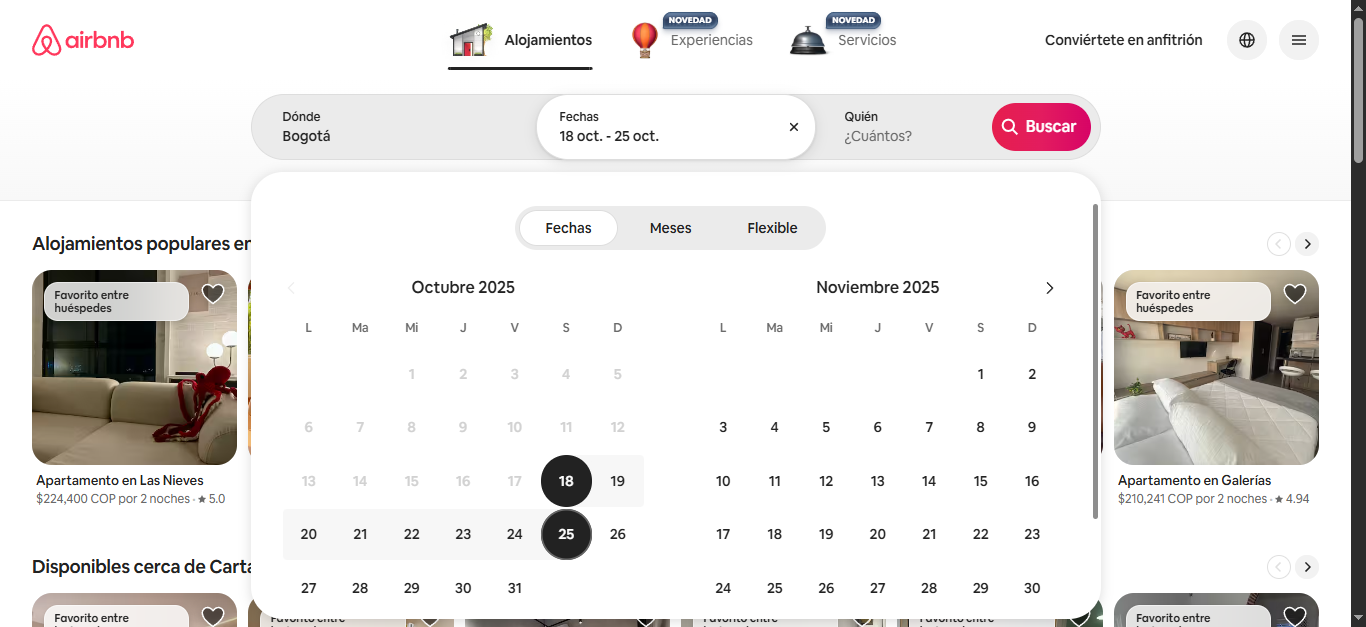 airbnb
Alojamientos
NOVEDAD
Experiencias
NOVEDAD
Servicios
Conviértete en anfitrión
Dónde
Bogotá
Fechas
18 oct. - 25 oct.
Quién
¿Cuántos?
Buscar
Fechas
Meses
Flexible
Alojamientos populares en
Favorito entre
huéspedes
Apartamento en Las Nieves
$224,400 COP por 2 noches · ★ 5.0
Octubre 2025
L Ma Mi J V S D
1 2 3 4 5
6 7 8 9 10 11 12
13 14 15 16 17 18 19
20 21 22 23 24 25 26
27 28 29 30 31
Noviembre 2025
L Ma Mi J V S D
1 2
3 4 5 6 7 8 9
10 11 12 13 14 15 16
17 18 19 20 21 22 23
24 25 26 27 28 29 30
Favorito entre
huéspedes
Apartamento en Galerías
$210,241 COP por 2 noches · ★ 4.94
Disponibles cerca de Carta
Favorito entre
Favorito entre
Favorito entre
Favorito entre
Favorito entre